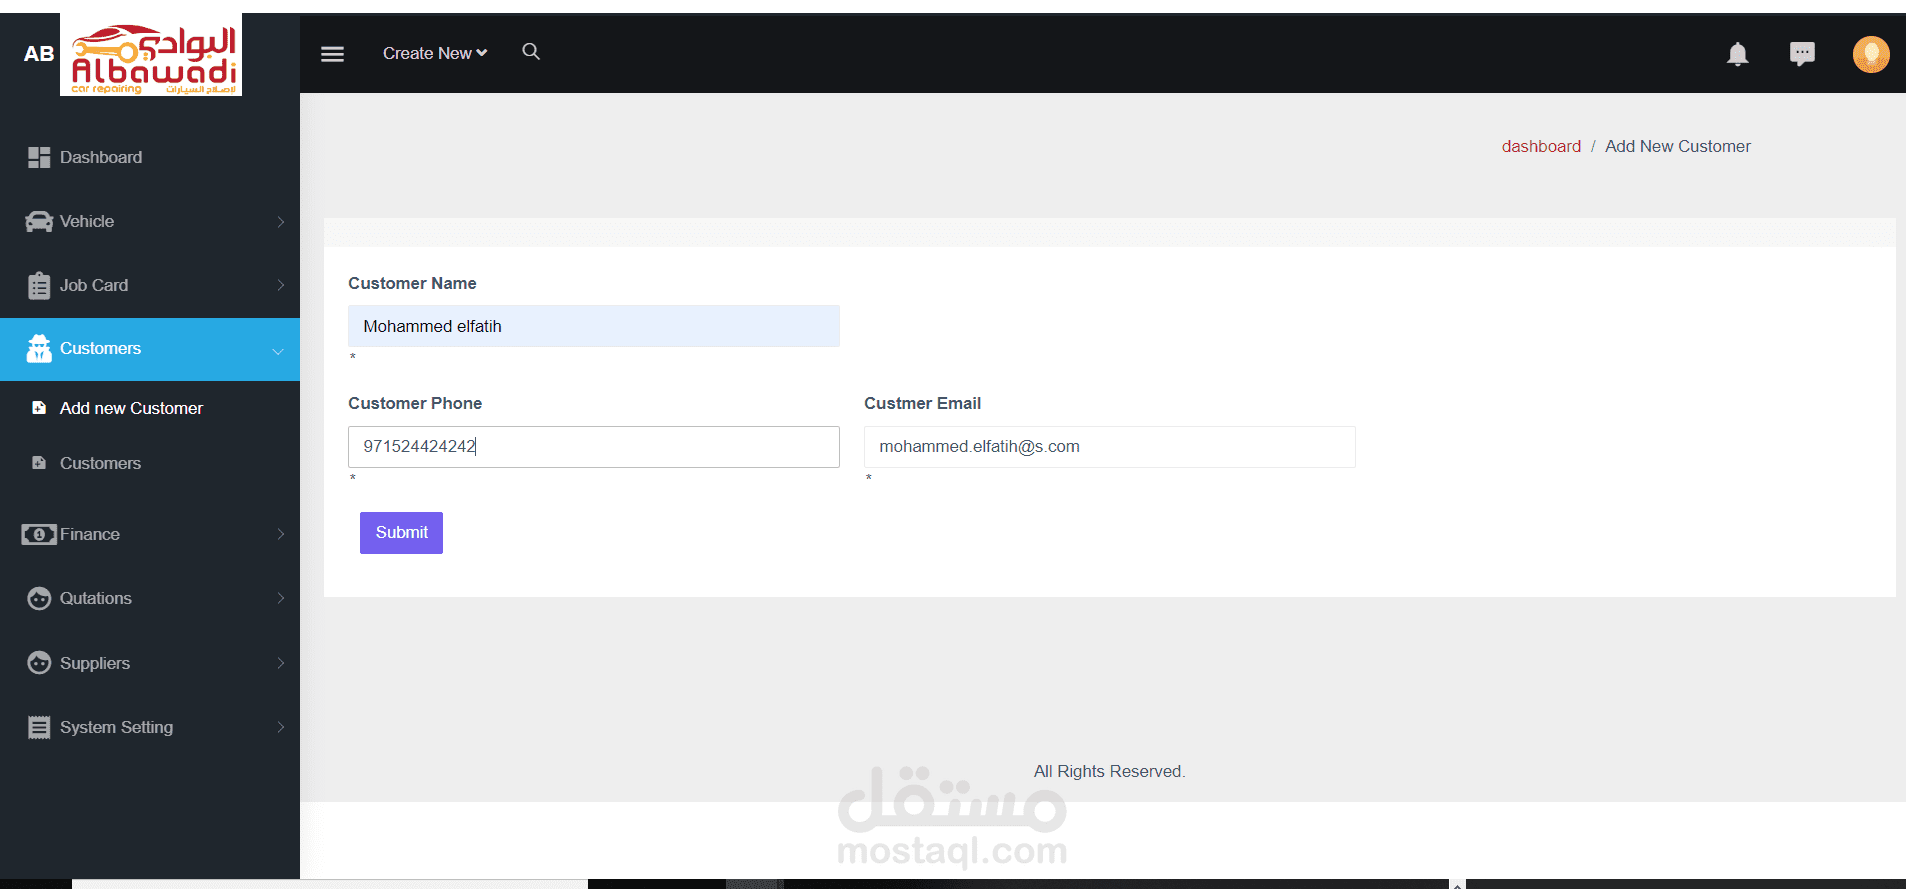 AB
البوادي
Albawadi
car repairing لاصلاح السيارات
Create New
Dashboard
Vehicle
Job Card
Customers
Add new Customer
Customers
Finance
Qutations
Suppliers
System Setting
dashboard / Add New Customer
Customer Name
Mohammed elfatih
*
Customer Phone
971524424242
*
Custmer Email
mohammed.elfatih@s.com
*
Submit
All Rights Reserved.
مستقل
mostaql.com